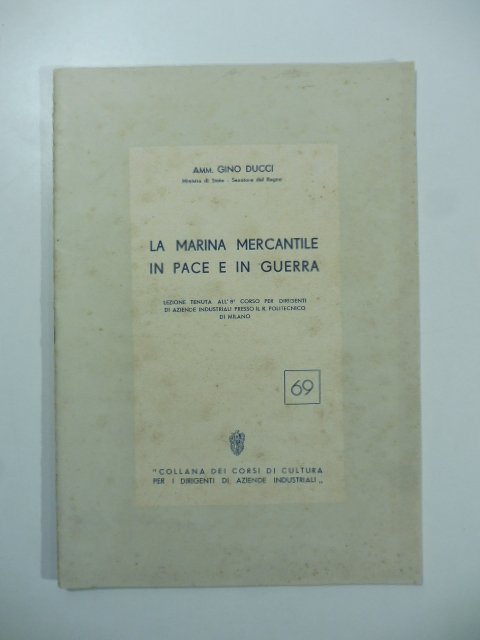 AMM. GINO DUCCI
Ministro di Stato - Senatore del Regno
LA MARINA MERCANTILE
IN PACE E IN GUERRA
LEZIONE TENUTA ALL'8° CORSO PER DIRIGENTI
DI AZIENDE INDUSTRIALI PRESSO IL R. POLITECNICO
DI MILANO
69
"COLLANA DEI CORSI DI CULTURA
PER I DIRIGENTI DI AZIENDE INDUSTRIALI„